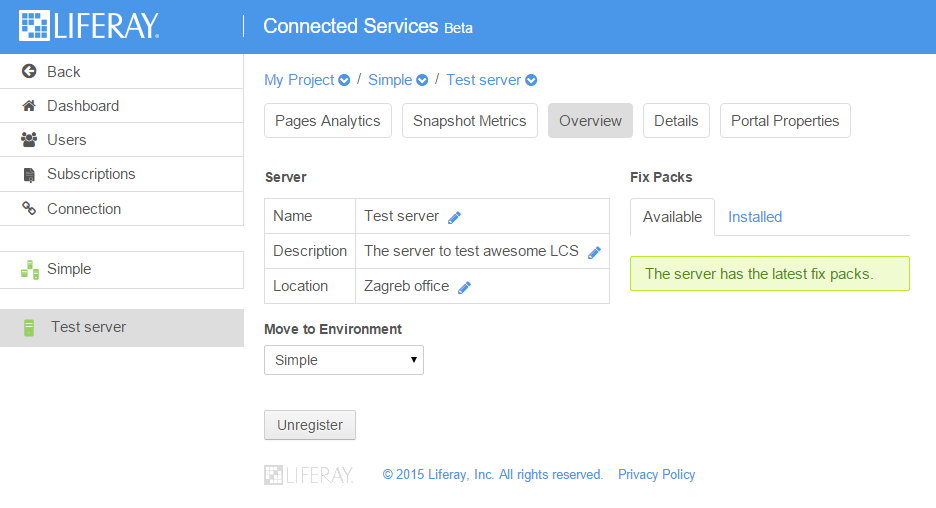 LIFERAY. Connected Services Beta
Back
Dashboard
Users
Subscriptions
Connection
Simple
Test server
My Project / Simple / Test server
Pages Analytics Snapshot Metrics Overview Details Portal Properties
Server
Name Test server
Description The server to test awesome LCS
Location Zagreb office
Move to Environment
Simple
Unregister
Fix Packs
Available Installed
The server has the latest fix packs.
LIFERAY. © 2015 Liferay, Inc. All rights reserved. Privacy Policy